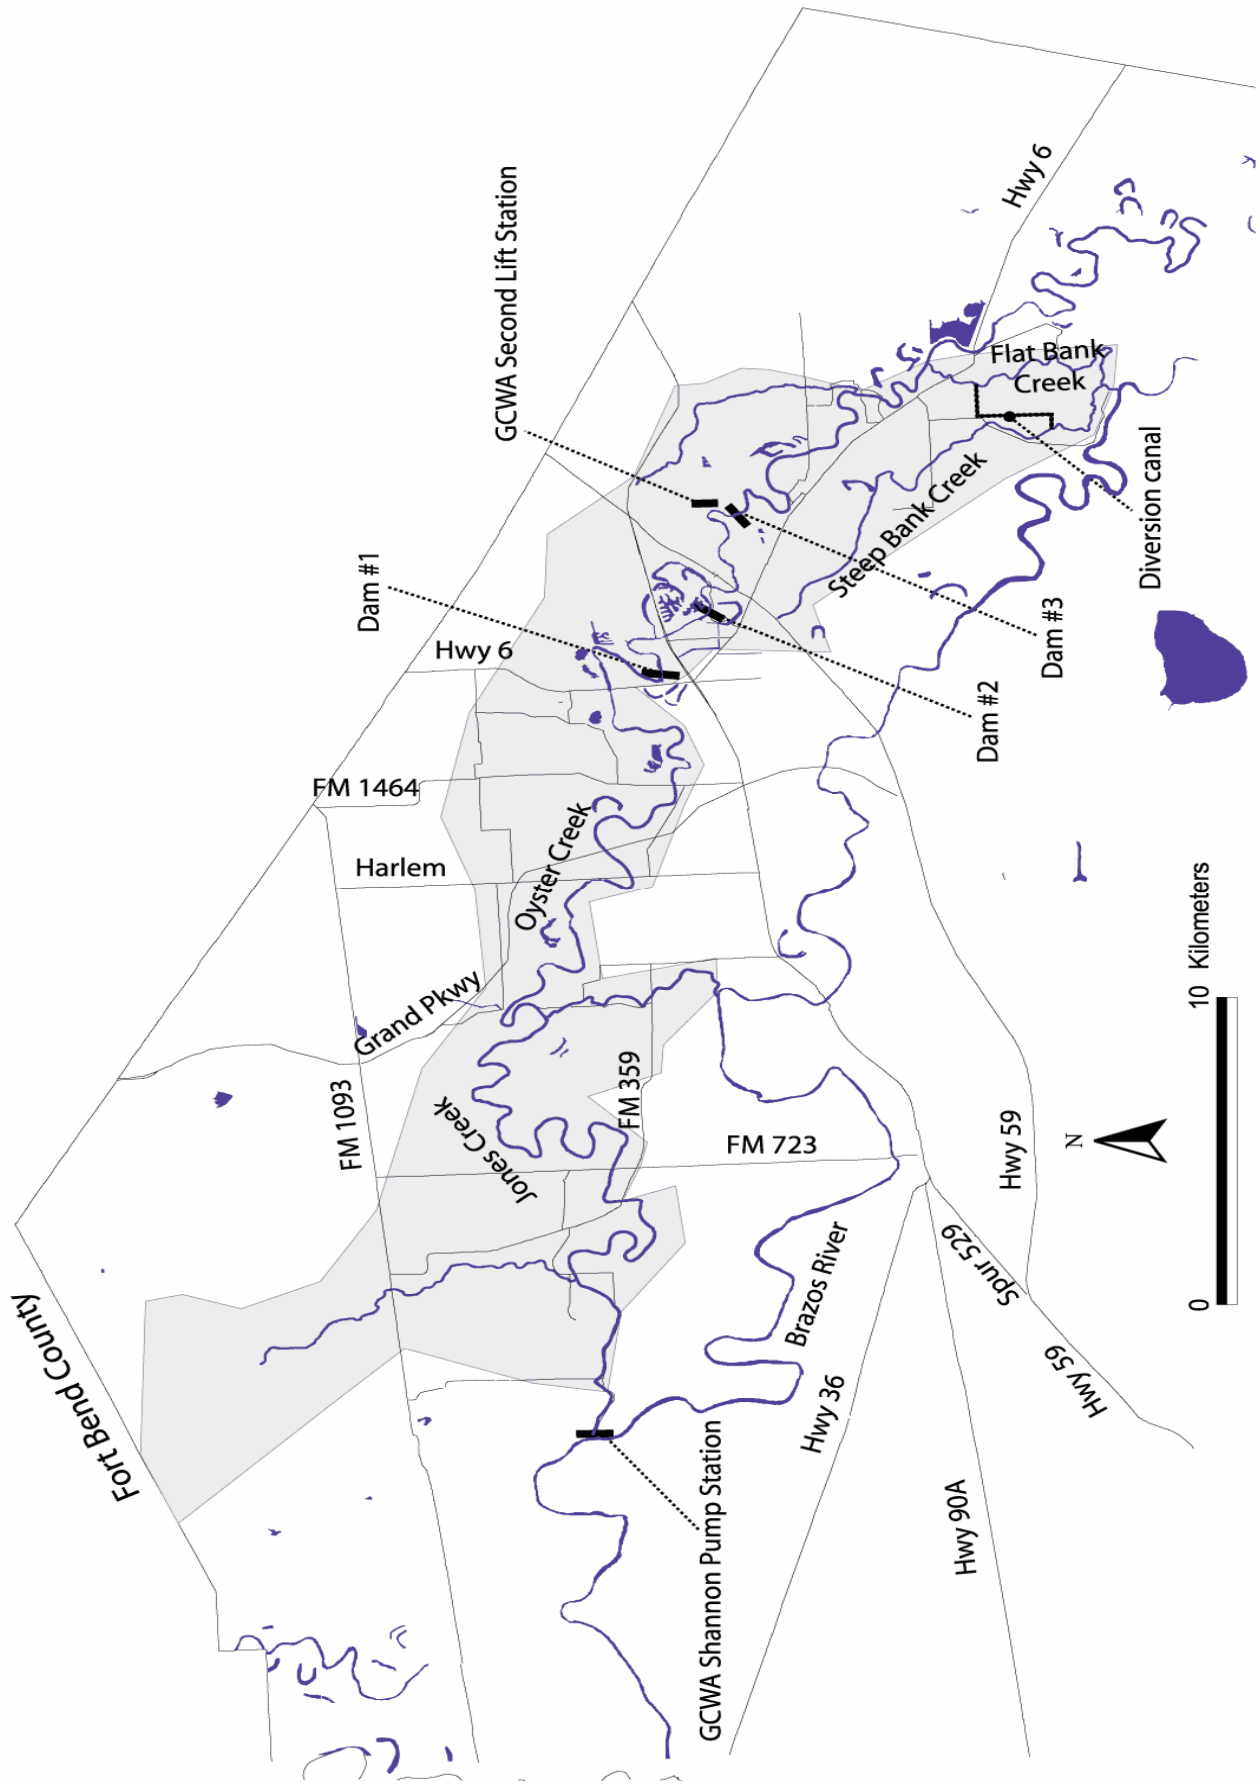 Hwy 6
GCWA Second Lift Station
Flat Bank
Creek
Dam #1
Steep Bank Creek
Diversion canal
Hwy 6
Dam #3
Dam #2
FM 1464
Harlem
Oyster Creek
10 Kilometers
0
Grand Pkwy
FM 1093
FM 359
Jones Creek
FM 723
N
Hwy 59
Fort Bend County
Brazos River
Spur 529
Hwy 59
Hwy 36
GCWA Shannon Pump Station
Hwy 90A